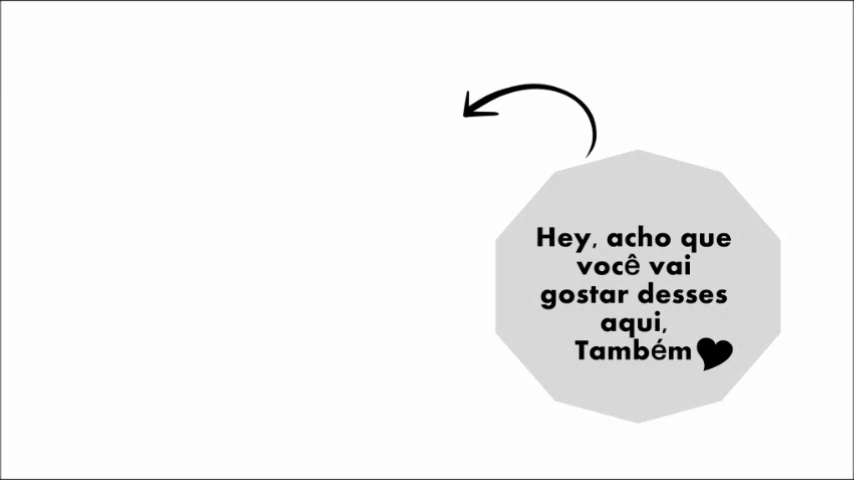 Hey, acho que
você vai
gostar desses
aqui,
Também